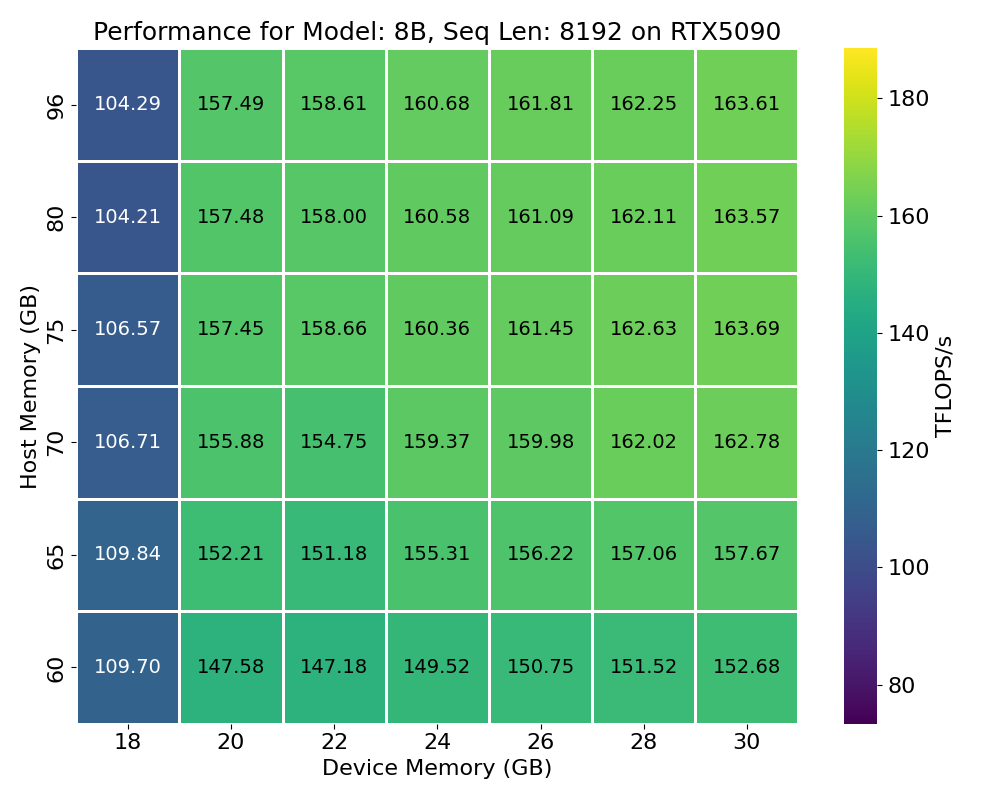 Performance for Model: 8B, Seq Len: 8192 on RTX5090
96 104.29 157.49 158.61 160.68 161.81 162.25 163.61
80 104.21 157.48 158.00 160.58 161.09 162.11 163.57
75 106.57 157.45 158.66 160.36 161.45 162.63 163.69
70 106.71 155.88 154.75 159.37 159.98 162.02 162.78
65 109.84 152.21 151.18 155.31 156.22 157.06 157.67
60 109.70 147.58 147.18 149.52 150.75 151.52 152.68
18 20 22 24 26 28 30
Device Memory (GB)
Host Memory (GB)
180
160
140
120
100
80
TFLOPS/s